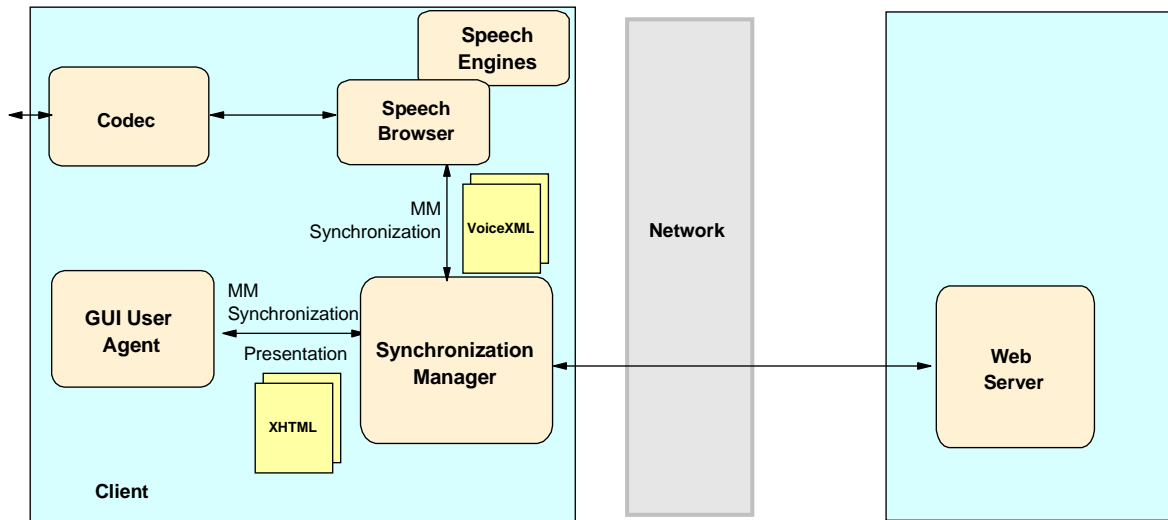 Speech
Engines
Codec
Speech
Browser
MM
Synchronization
VoiceXML
Network
MM
Synchronization
GUI User
Agent
Presentation
Synchronization
Manager
Web
Server
XHTML
Client